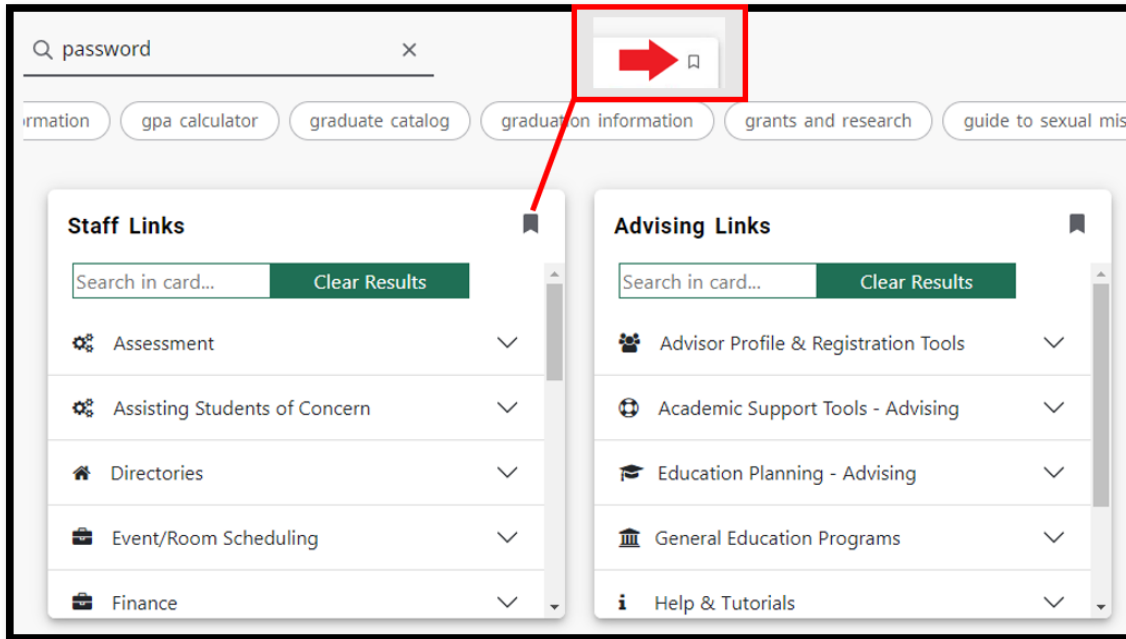 password
rmation
gpa calculator
graduate catalog
graduation information
grants and research
guide to sexual mis
Staff Links
Search in card...
Clear Results
Assessment
Assisting Students of Concern
Directories
Event/Room Scheduling
Finance
Advising Links
Search in card...
Clear Results
Advisor Profile & Registration Tools
Academic Support Tools - Advising
Education Planning - Advising
General Education Programs
Help & Tutorials